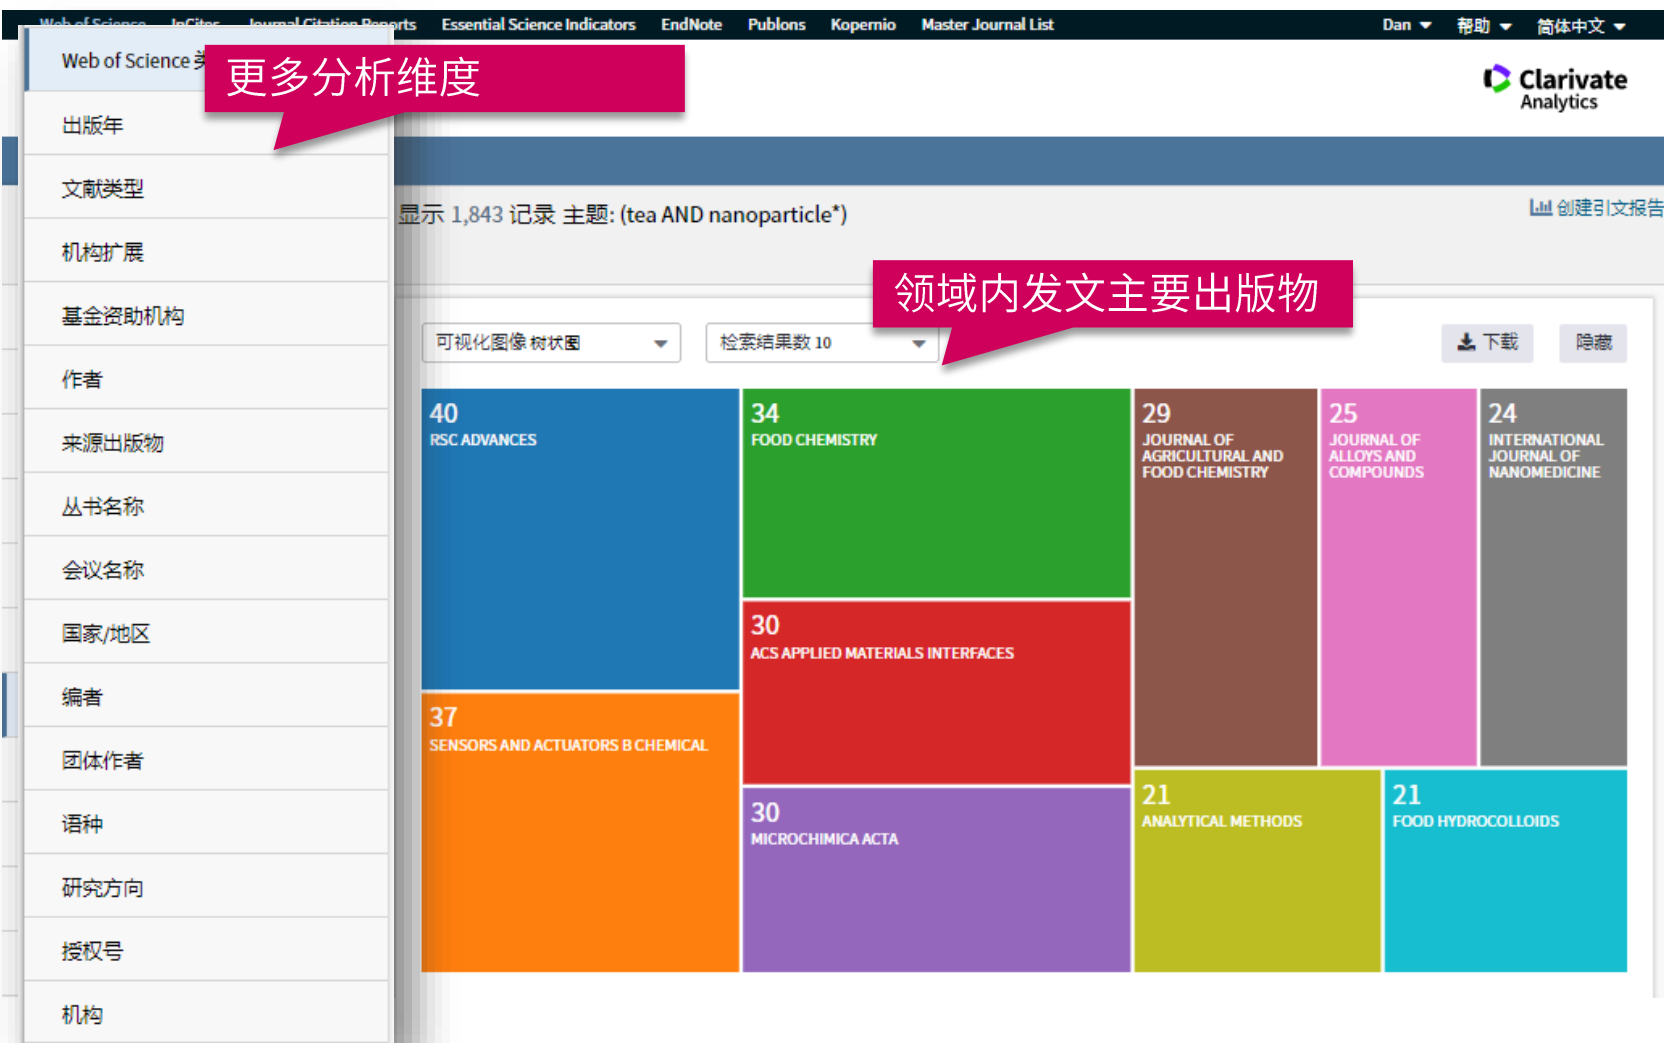 Web of Science InCites Journal Citation Reports Essential Science Indicators EndNote Publons Kopernio Master Journal List Dan 帮助 简体中文
Web of Science 类
更多分析维度
Clarivate
Analytics
出版年
文献类型
机构扩展
基金资助机构
作者
来源出版物
丛书名称
会议名称
国家/地区
编者
团体作者
语种
研究方向
授权号
机构
显示 1,843 记录 主题: (tea AND nanoparticle*)
创建引文报告
领域内发文主要出版物
可视化图像 树状图
检索结果数 10
下载
隐藏
40
RSC ADVANCES
34
FOOD CHEMISTRY
29
JOURNAL OF
AGRICULTURAL AND
FOOD CHEMISTRY
25
JOURNAL OF
ALLOYS AND
COMPOUNDS
24
INTERNATIONAL
JOURNAL OF
NANOMEDICINE
30
ACS APPLIED MATERIALS INTERFACES
37
SENSORS AND ACTUATORS B CHEMICAL
30
MICROCHIMICA ACTA
21
ANALYTICAL METHODS
21
FOOD HYDROCOLLOIDS